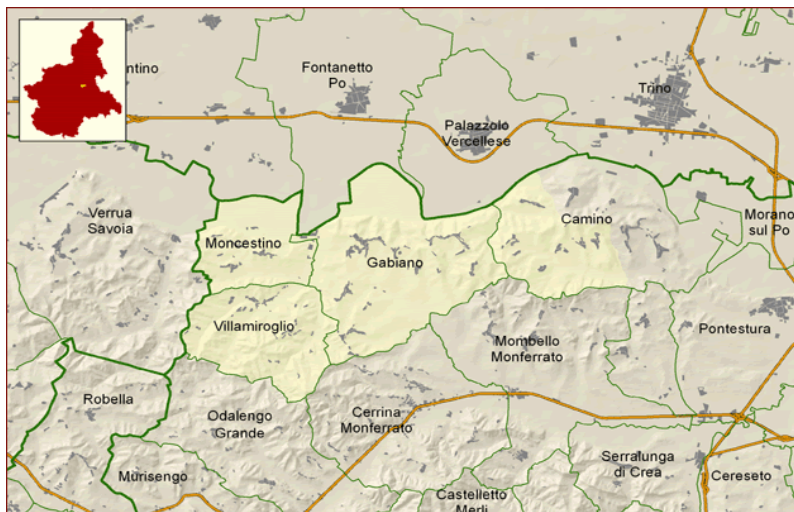 ntino
Fontanetto
Po
Trino
Palazzolo
Vercellese
Verrua
Savoia
Moncestino
Camino
Morano
sul Po
Gabiano
Villamiroglio
Pontestura
Mombello
Monferrato
Robella
Odalengo
Grande
Cerrina
Monferrato
Murisengo
Serralunga
di Crea
Cereseto
Castelletto
Merli